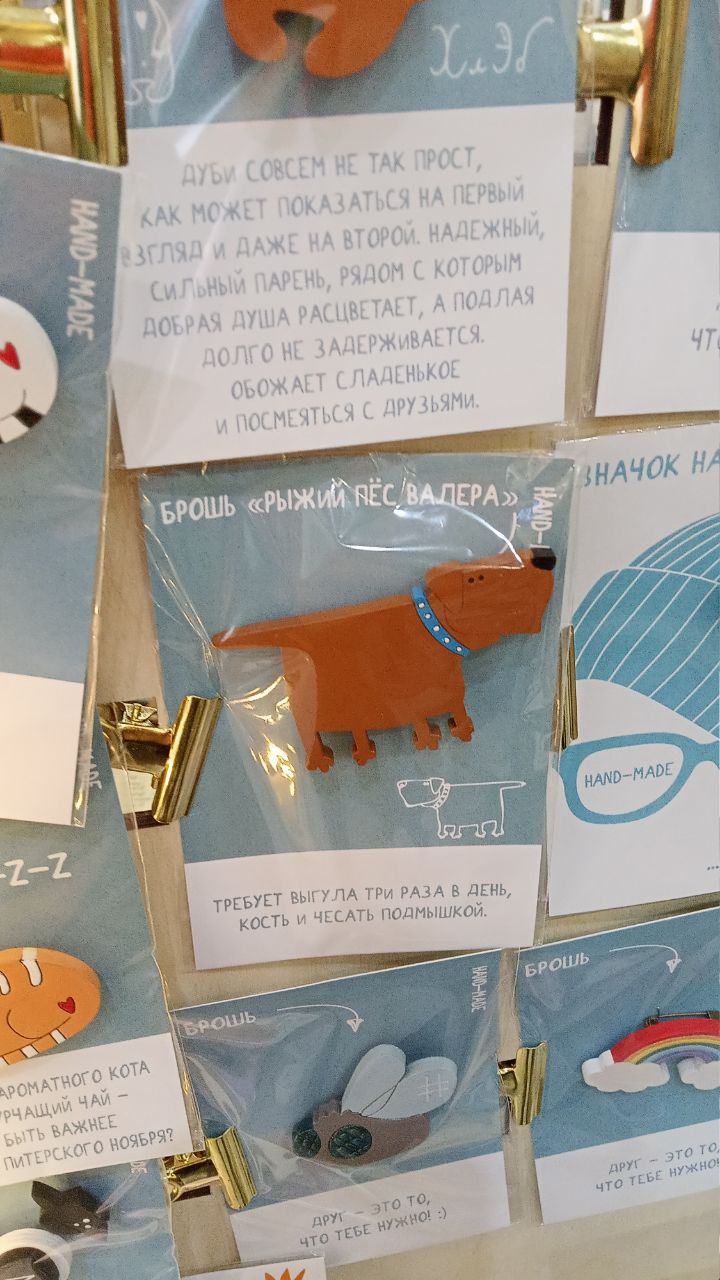 ХлЭб
ДУБИ СОВСЕМ НЕ ТАК ПРОСТ,
КАК МОЖЕТ ПОКАЗАТЬСЯ НА ПЕРВЫЙ
ВЗГЛЯД И ДАЖЕ НА ВТОРОЙ. НАДЕЖНЫЙ,
СИЛЬНЫЙ ПАРЕНЬ, РЯДОМ С КОТОРЫМ
ДОБРАЯ ДУША РАСЦВЕТАЕТ, А ПОДЛАЯ
ДОЛГО НЕ ЗАДЕРЖИВАЕТСЯ.
ОБОЖАЕТ СЛАДЕНЬКОЕ
И ПОСМЕЯТЬСЯ С ДРУЗЬЯМИ.
HAND-MADE
ЧТ
БРОШЬ «РЫЖИЙ ПЁС ВАЛЕРА»
HAND-
ТРЕБУЕТ ВЫГУЛА ТРИ РАЗА В ДЕНЬ,
КОСТЬ И ЧЕСАТЬ ПОДМЫШКОЙ.
ЗНАЧОК НА
HAND-MADE
...
-Z-Z
АРОМАТНОГО КОТА
УРЧАЩИЙ ЧАЙ –
БЫТЬ ВАЖНЕЕ
ПИТЕРСКОГО НОЯБРЯ?
БРОШЬ
HAND-MADE
ДРУГ – ЭТО ТО,
ЧТО ТЕБЕ НУЖНО! :)
БРОШЬ
ДРУГ – ЭТО ТО,
ЧТО ТЕБЕ НУЖНО!